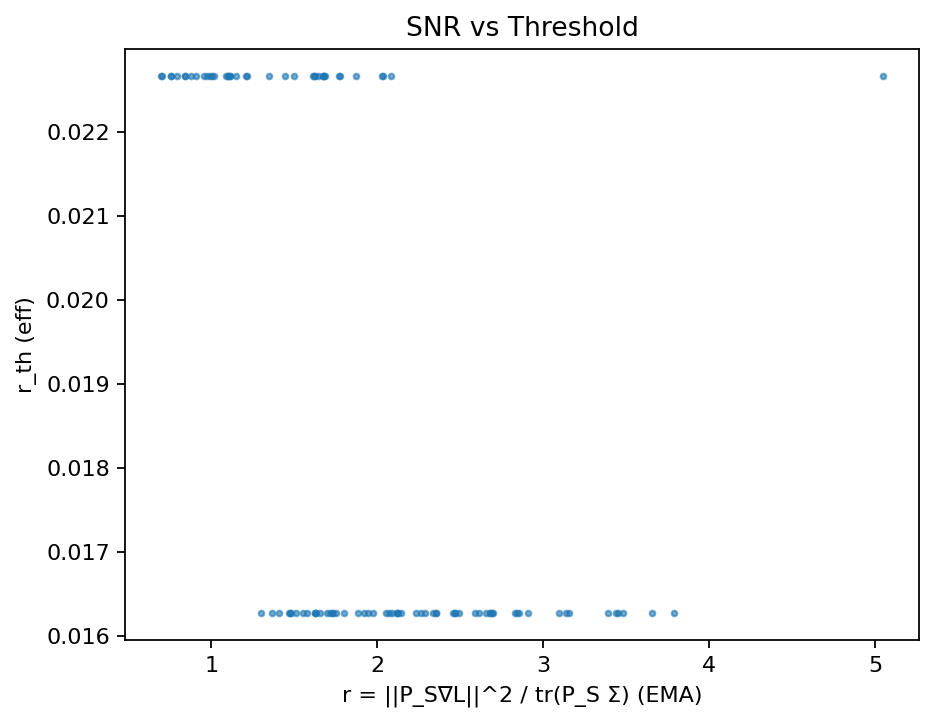 SNR vs Threshold
0.022
0.021
0.020
0.019
0.018
0.017
0.016
r_th (eff)
1 2 3 4 5
r = ||P_S∇L||^2 / tr(P_S Σ) (EMA)